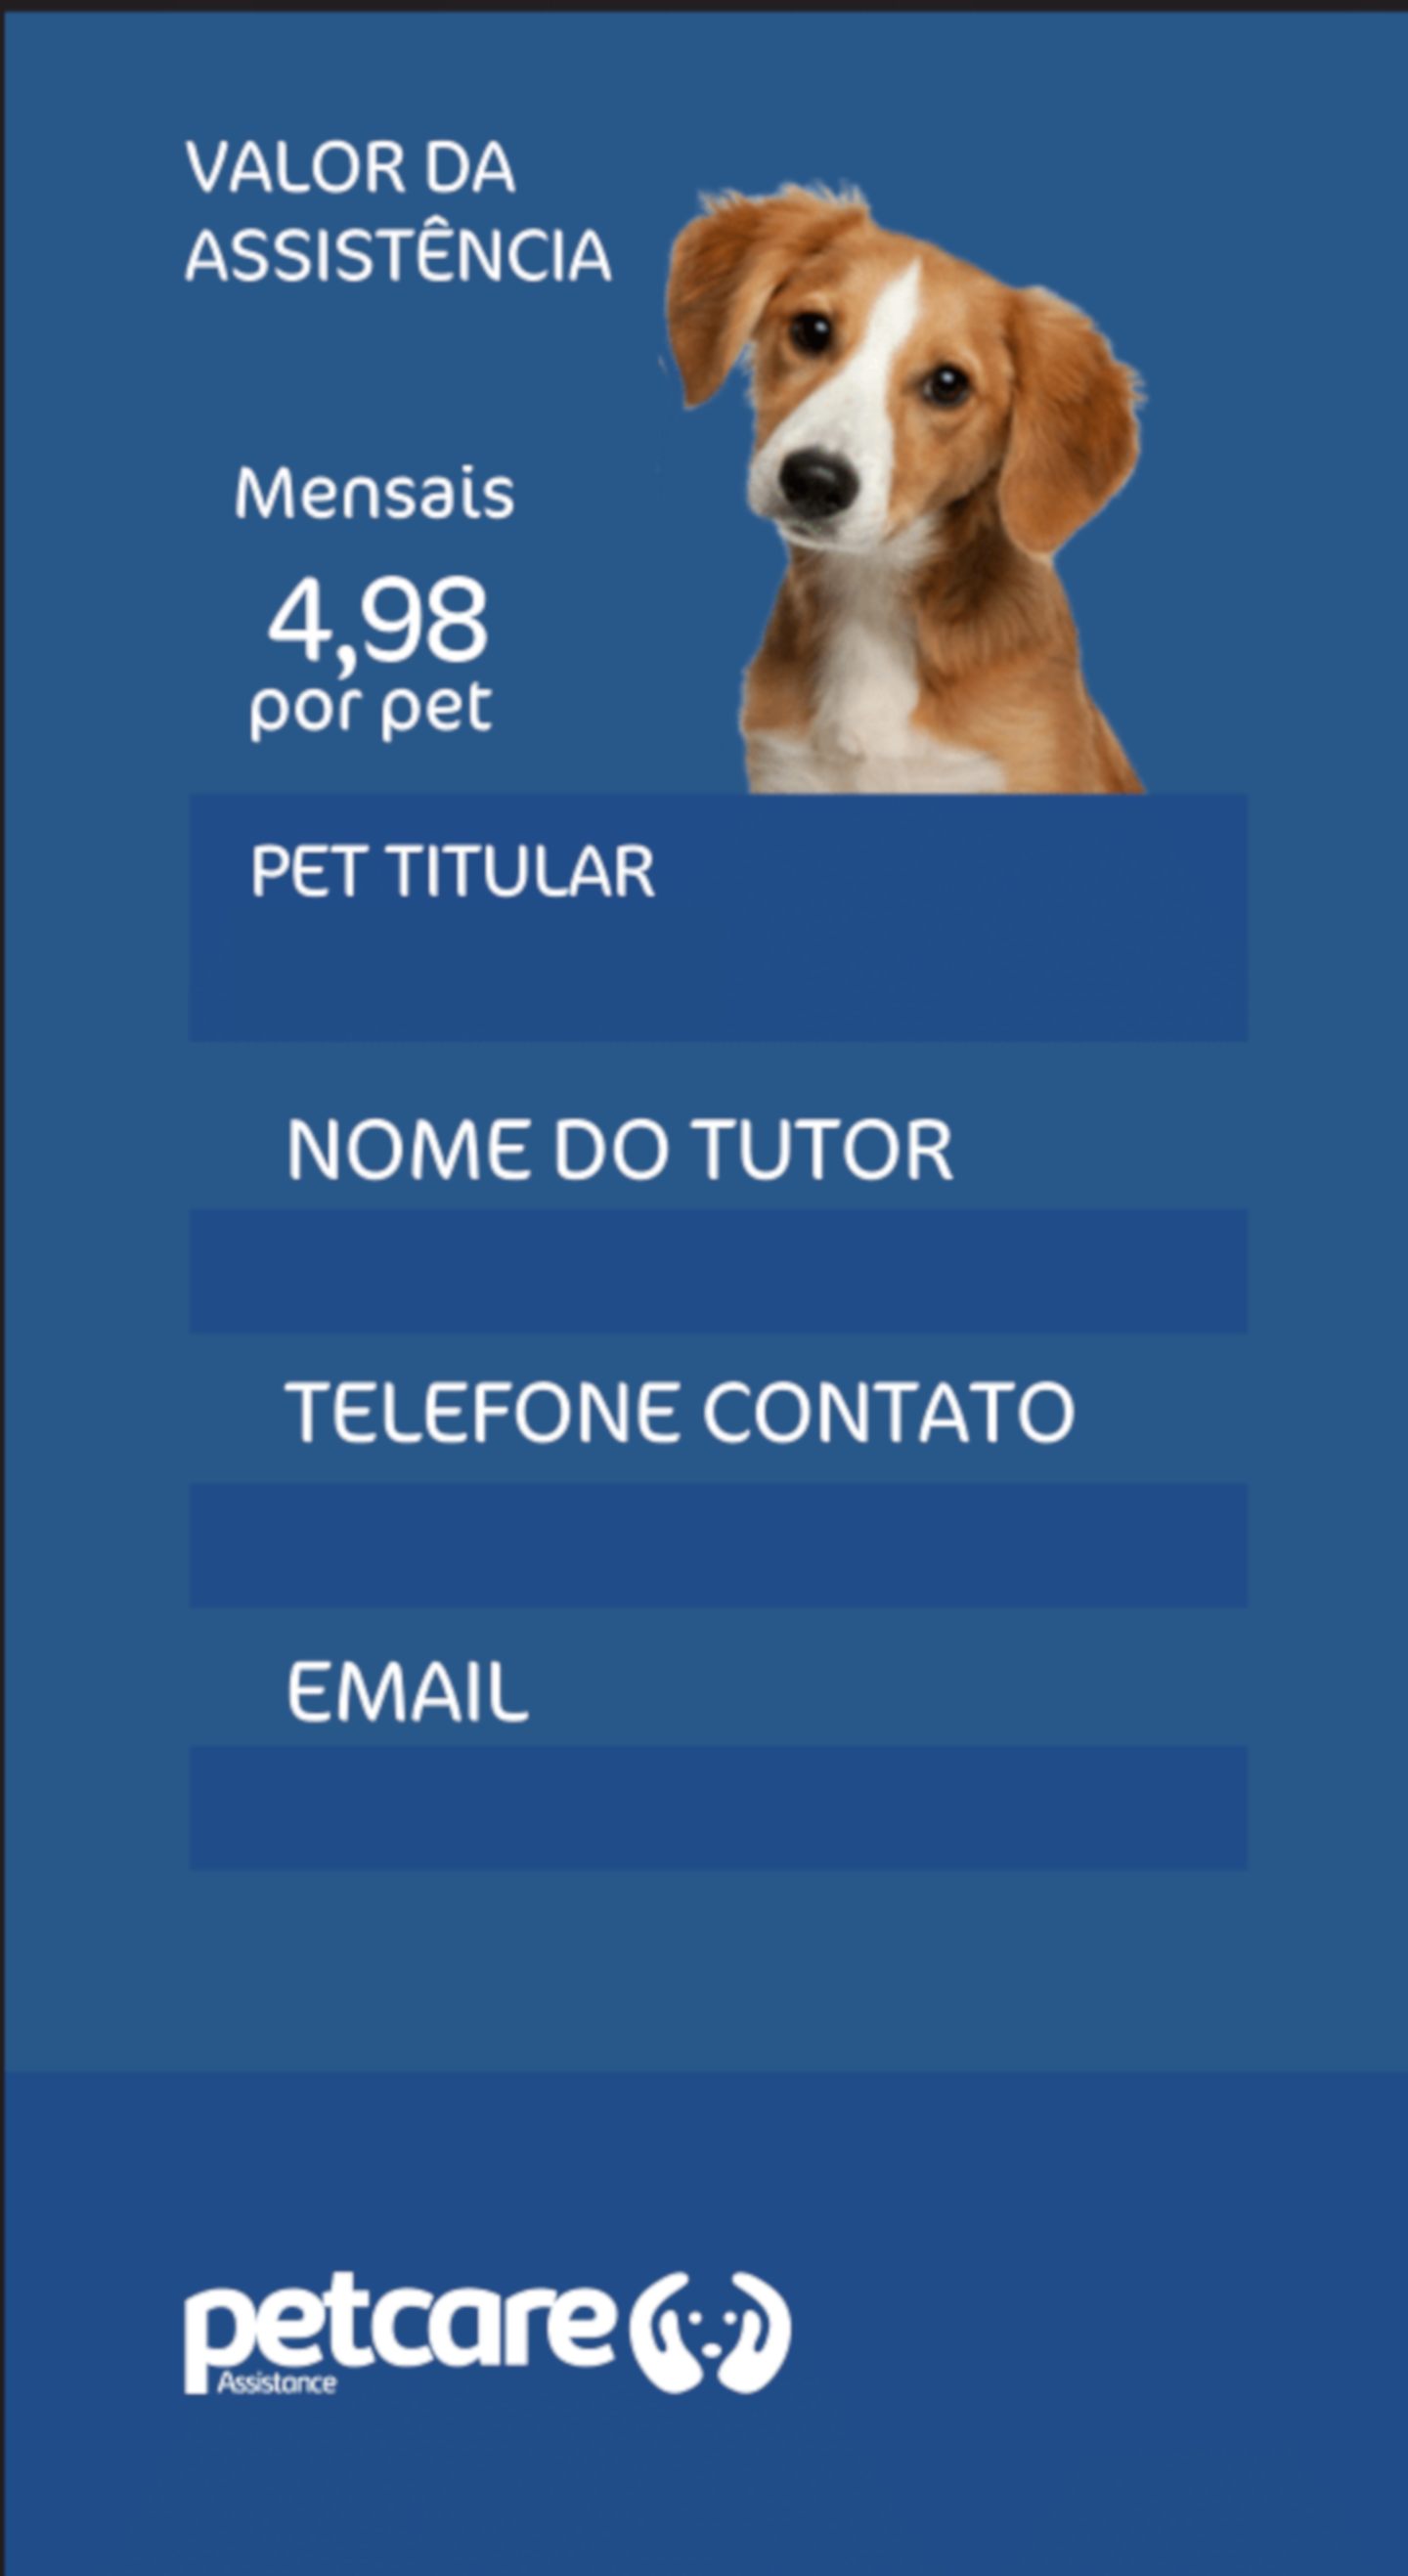 VALOR DA
ASSISTÊNCIA
Mensais
4,98
por pet
PET TITULAR
NOME DO TUTOR
TELEFONE CONTATO
EMAIL
petcare
Assistance